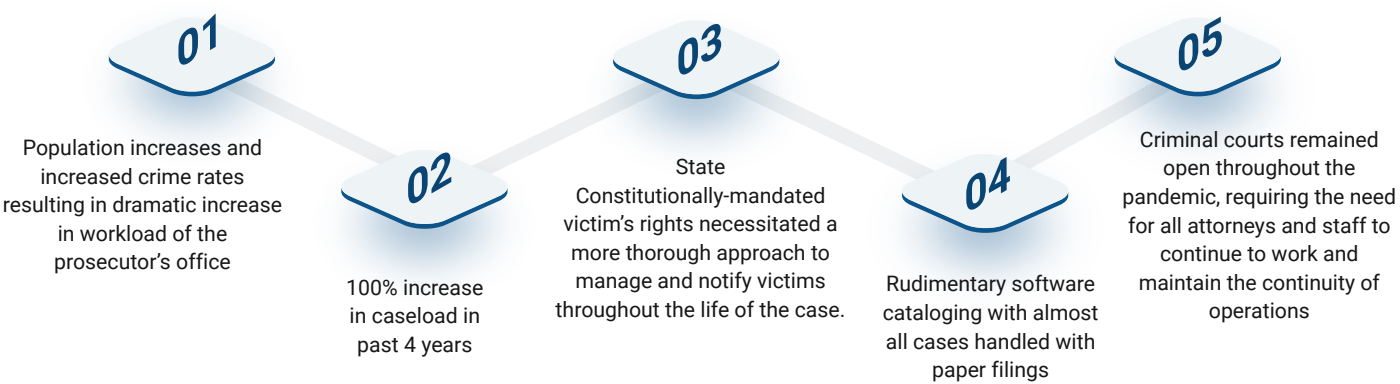 01
Population increases and
increased crime rates
resulting in dramatic increase
in workload of the
prosecutor's office
02
100% increase
in caseload in
past 4 years
03
State
Constitutionally-mandated
victim's rights necessitated a
more thorough approach to
manage and notify victims
throughout the life of the case.
04
Rudimentary software
cataloging with almost
all cases handled with
paper filings
05
Criminal courts remained
open throughout the
pandemic, requiring the need
for all attorneys and staff to
continue to work and
maintain the continuity of
operations